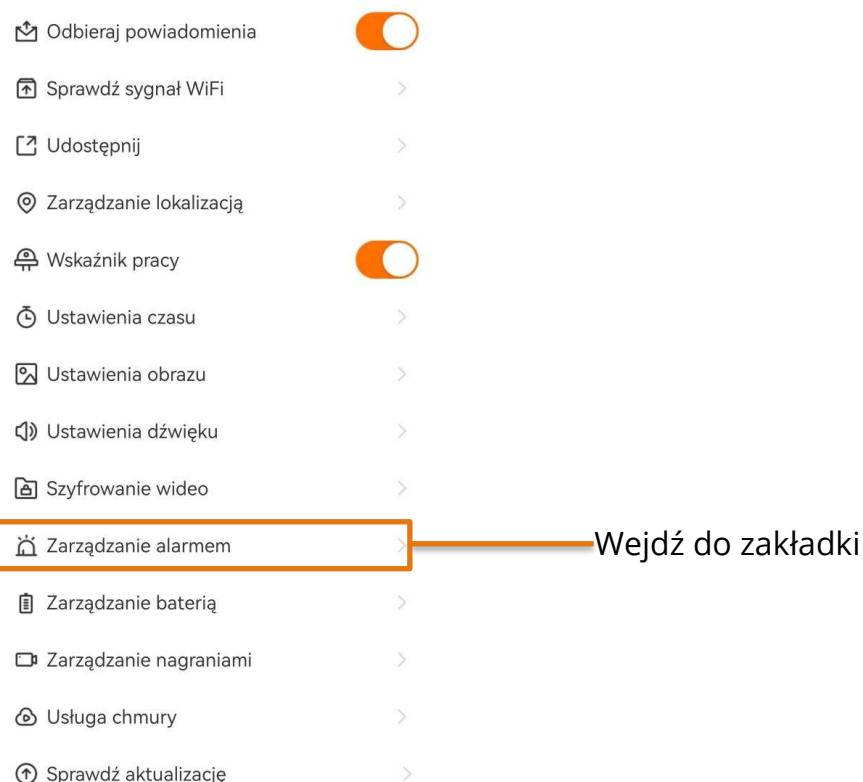 Odbieraj powiadomienia
Sprawdź sygnał WiFi
Udostępnij
Zarządzanie lokalizacją
Wskaźnik pracy
Ustawienia czasu
Ustawienia obrazu
Ustawienia dźwięku
Szyfrowanie wideo
Zarządzanie alarmem
Wejdź do zakładki
Zarządzanie baterią
Zarządzanie nagraniami
Usługa chmury
Sprawdź aktualizację